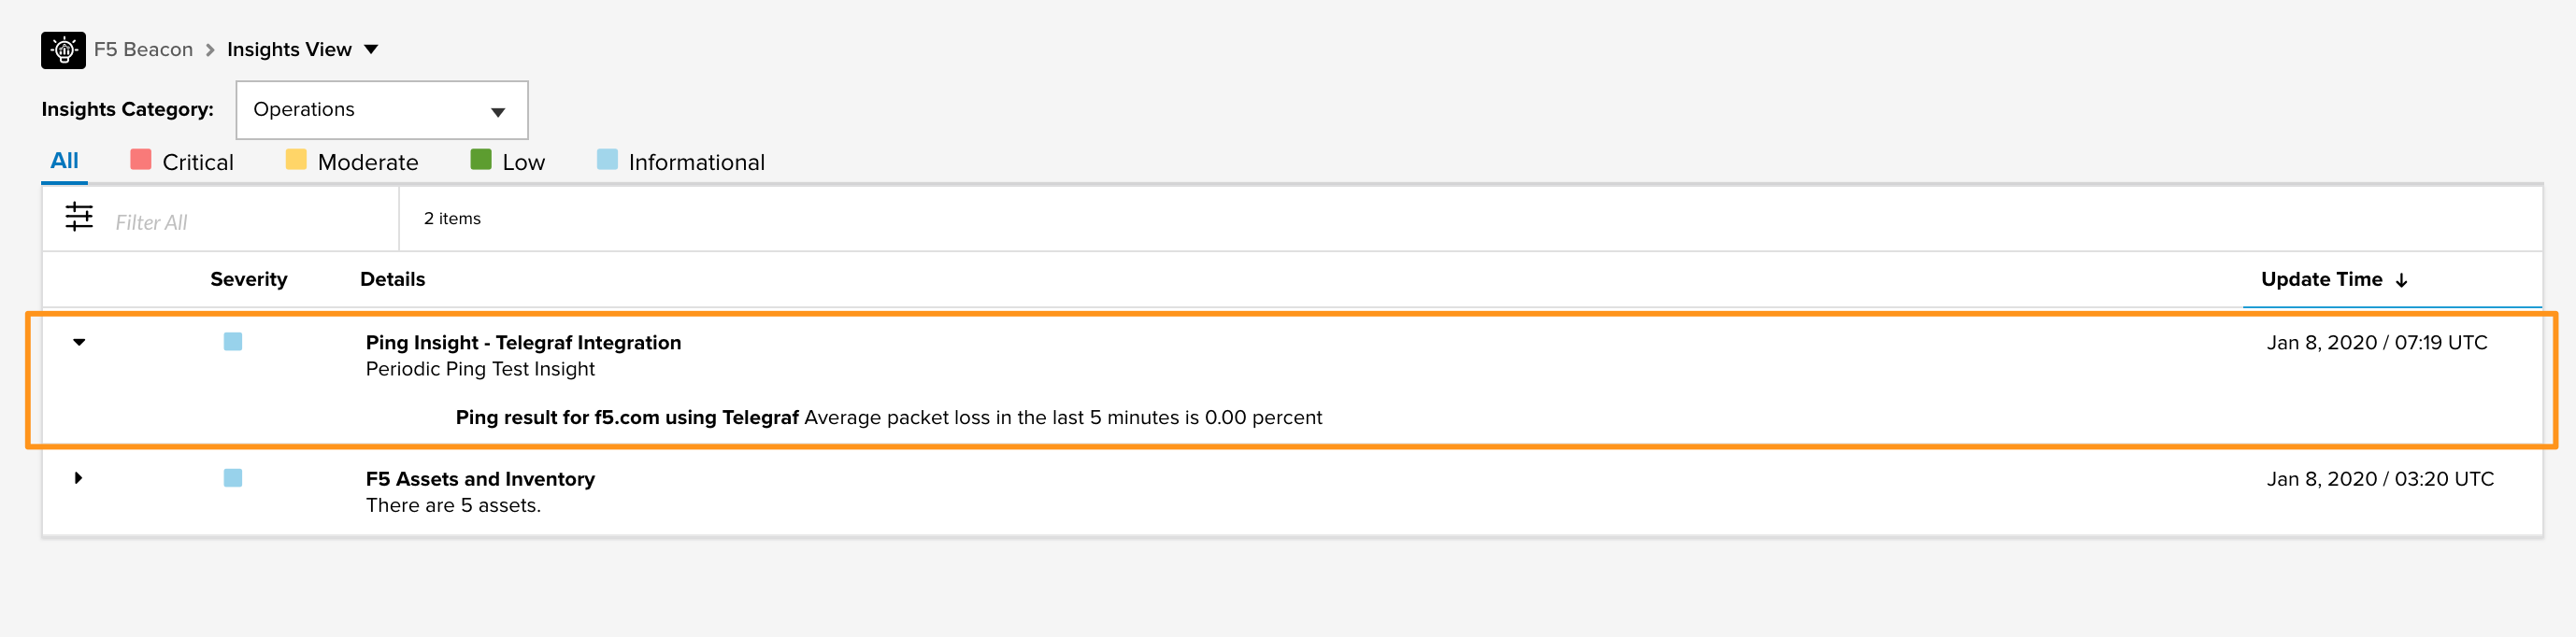 F5 Beacon > Insights View
Insights Category: Operations
All Critical Moderate Low Informational
Filter All 2 items
Severity Details Update Time ↓
Ping Insight - Telegraf Integration Jan 8, 2020 / 07:19 UTC
Periodic Ping Test Insight
Ping result for f5.com using Telegraf Average packet loss in the last 5 minutes is 0.00 percent
F5 Assets and Inventory Jan 8, 2020 / 03:20 UTC
There are 5 assets.